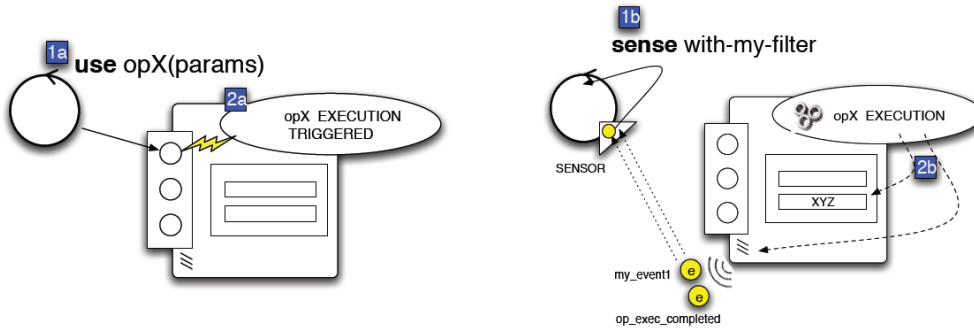 1a
use opX(params)
2a
opX EXECUTION
TRIGGERED
1b
sense with-my-filter
opX EXECUTION
SENSOR
2b
XYZ
my_event1
e
e
op_exec_completed